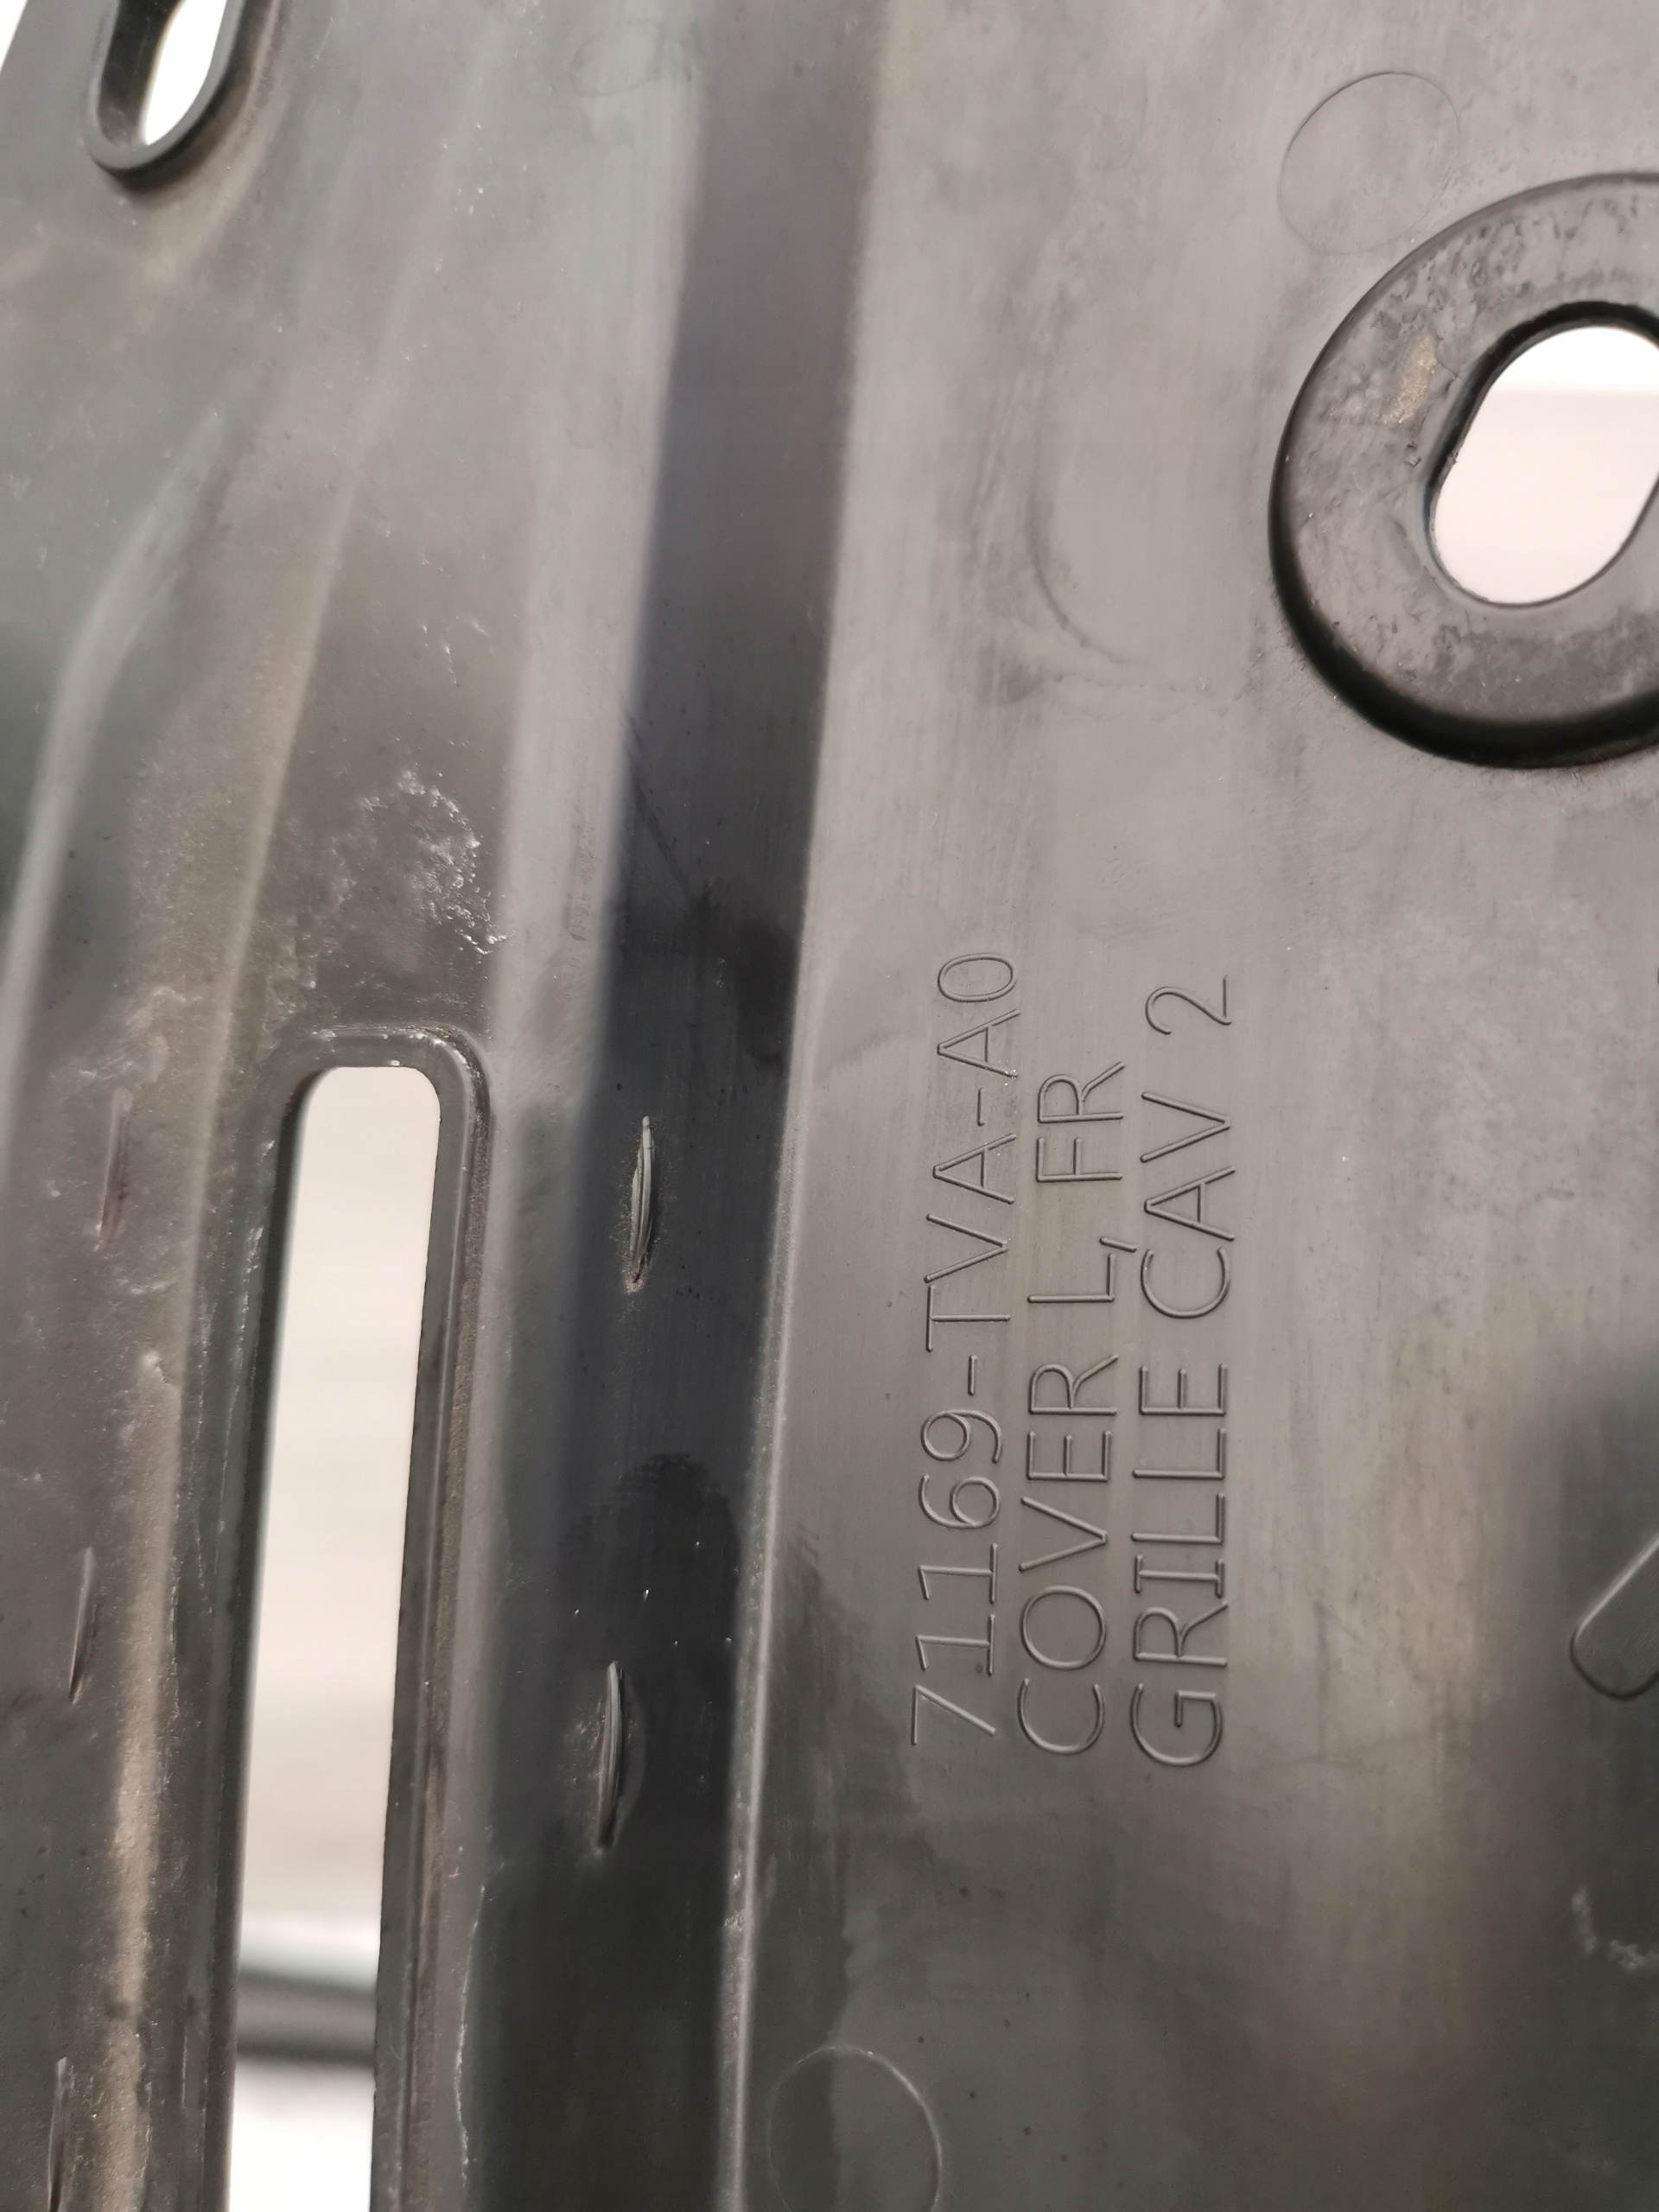 71169-TVA-A0
COVER L, FR
GRILLE CAV 2